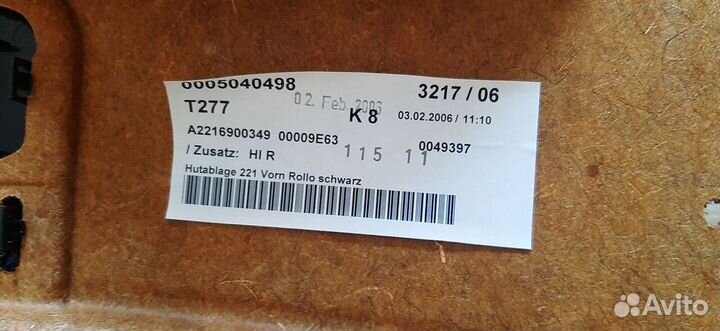 0005040498 3217 / 06
02. Feb. 2006
T277 K 8 03.02.2006 / 11:10
A2216900349 00009E63 0049397
/ Zusatz: HI R 115 11
Hutablage 221 Vorn Rollo schwarz
Avito